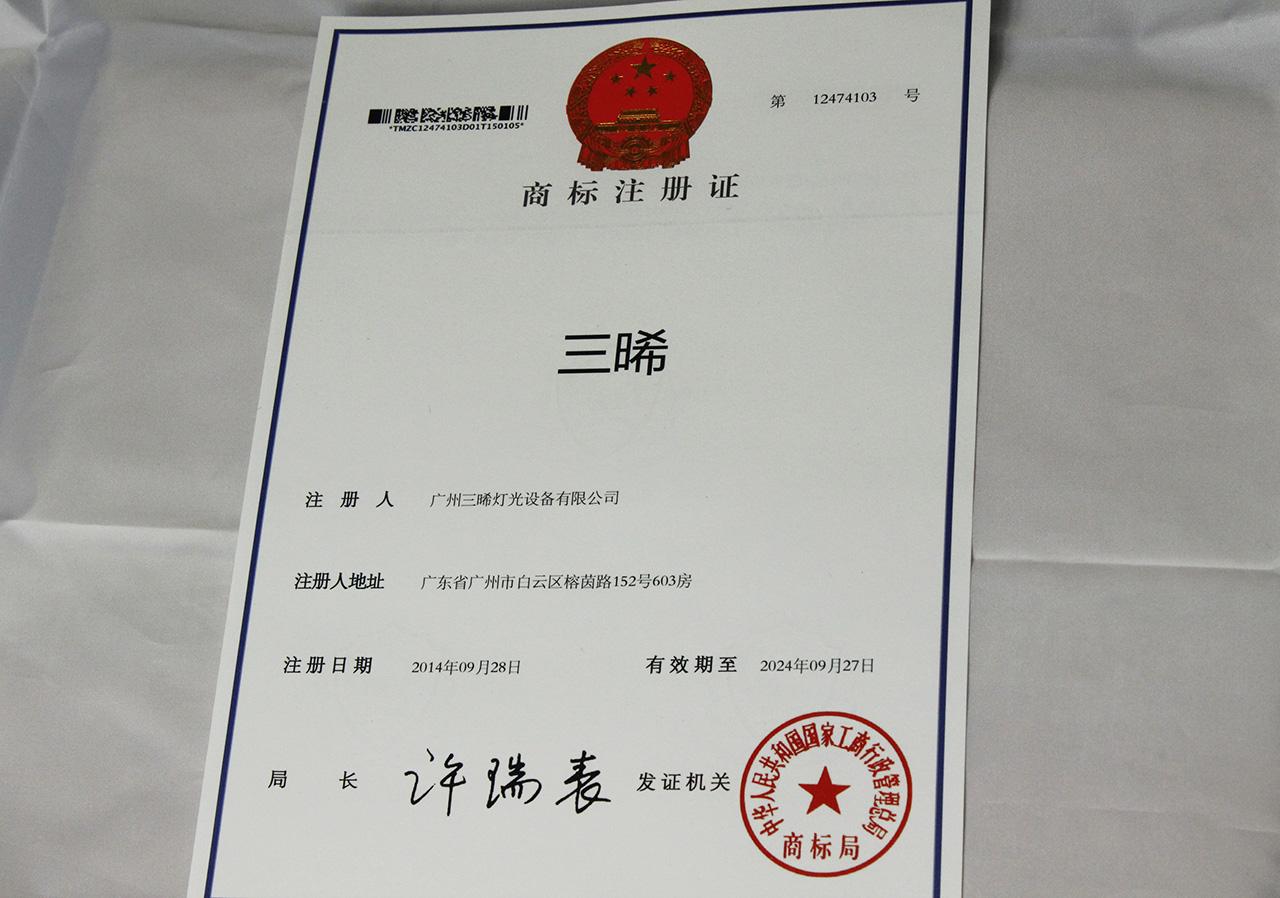 *TMZC12474103D01T150105*
第 12474103 号
商标注册证
三晞
注册人 广州三晞灯光设备有限公司
注册人地址 广东省广州市白云区榕茵路152号603房
注册日期 2014年09月28日 有效期至 2024年09月27日
局长 许瑞表 发证机关
中华人民共和国国家工商行政管理总局
商标局